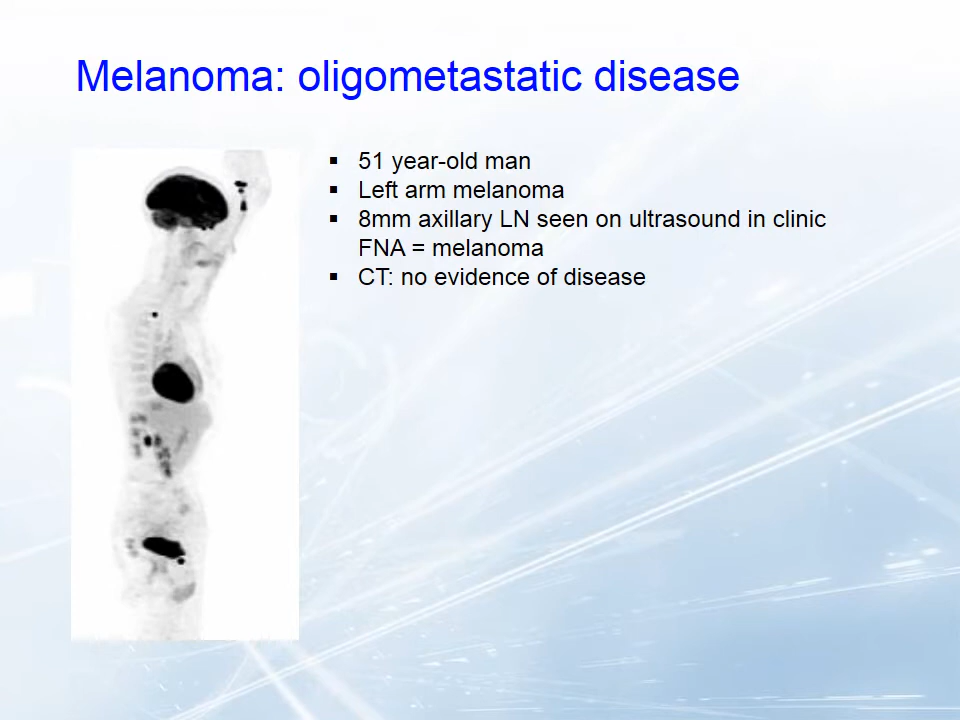 Melanoma: oligometastatic disease
▪ 51 year-old man
▪ Left arm melanoma
▪ 8mm axillary LN seen on ultrasound in clinic
FNA = melanoma
▪ CT: no evidence of disease